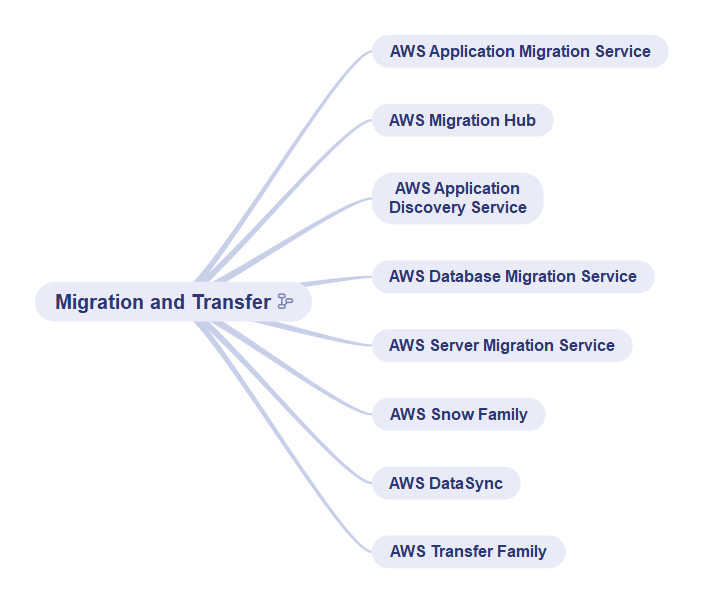 AWS Application Migration Service
AWS Migration Hub
AWS Application
Discovery Service
AWS Database Migration Service
Migration and Transfer
AWS Server Migration Service
AWS Snow Family
AWS DataSync
AWS Transfer Family